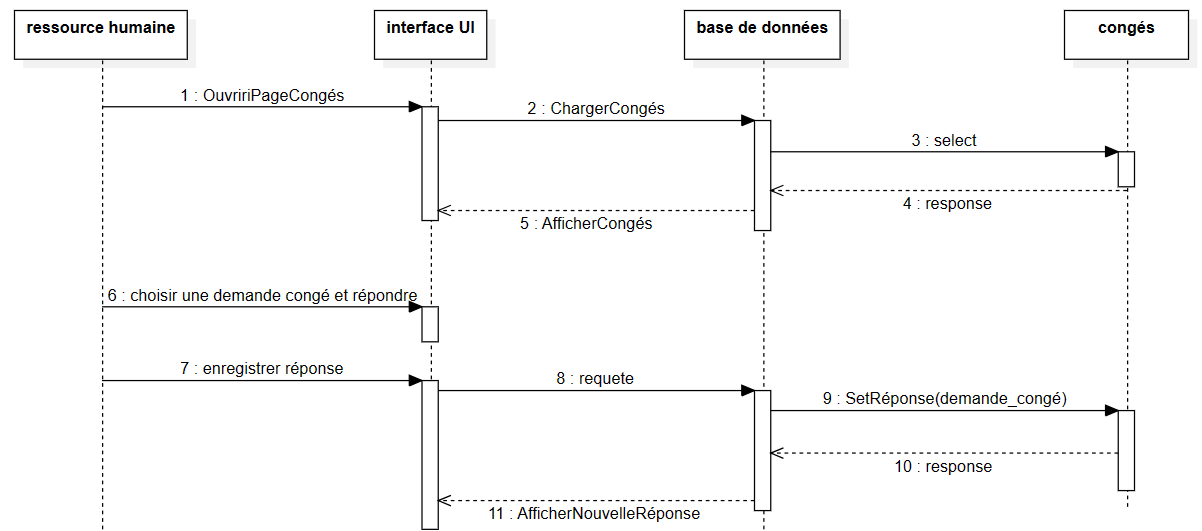 ressource humaine
interface UI
base de données
congés
1 : OuvririPageCongés
2 : ChargerCongés
3 : select
4 : response
5 : AfficherCongés
6 : choisir une demande congé et répondre
7 : enregistrer réponse
8 : requete
9 : SetRéponse(demande_congé)
10 : response
11 : AfficherNouvelleRéponse